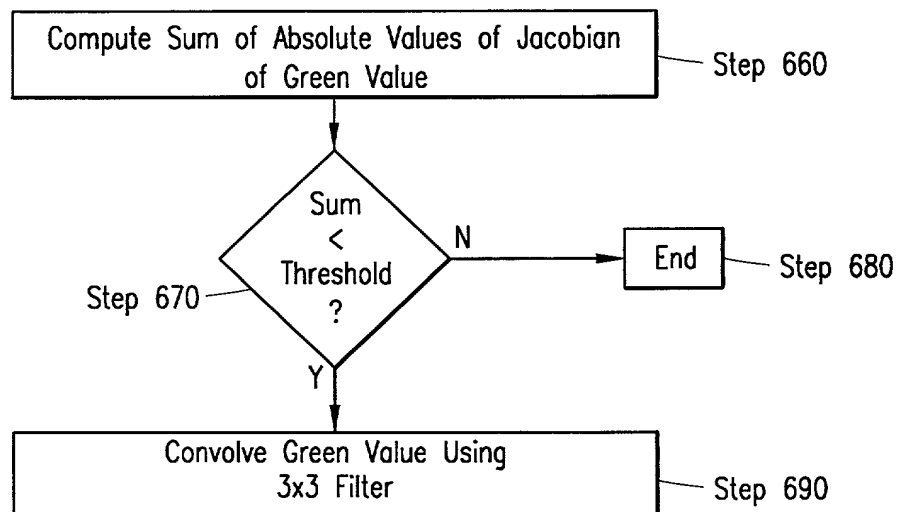 Compute Sum of Absolute Values of Jacobian
of Green Value
Step 660
Sum
<
Threshold
?
N
End
Step 680
Step 670
Y
Convolve Green Value Using
3x3 Filter
Step 690